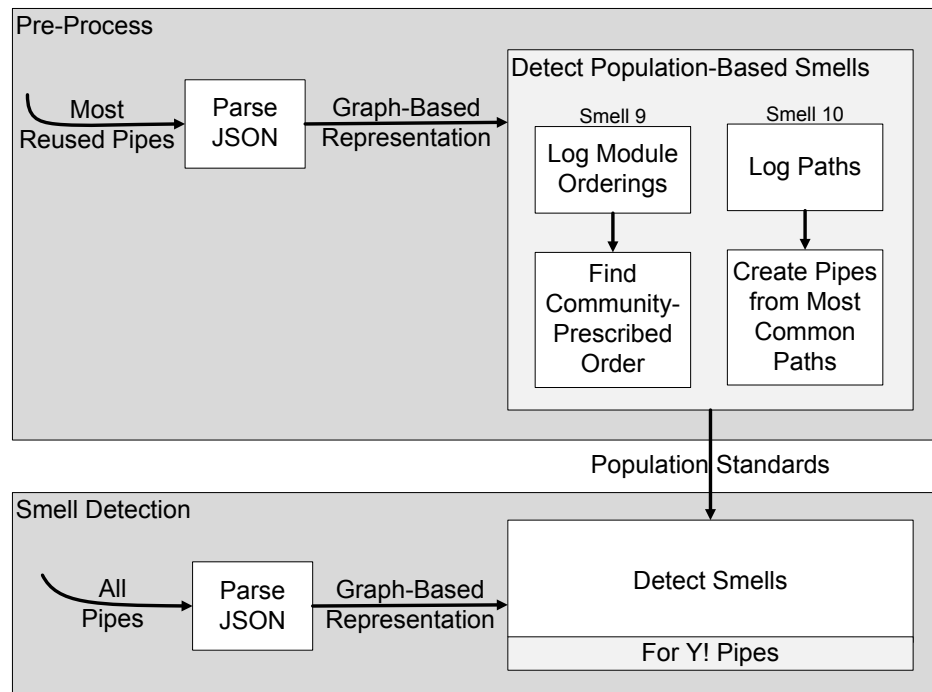 Pre-Process
Most
Reused Pipes
Parse
JSON
Graph-Based
Representation
Detect Population-Based Smells
Smell 9
Log Module
Orderings
Find
Community-
Prescribed
Order
Smell 10
Log Paths
Create Pipes
from Most
Common
Paths
Population Standards
Smell Detection
All
Pipes
Parse
JSON
Graph-Based
Representation
Detect Smells
For Y! Pipes